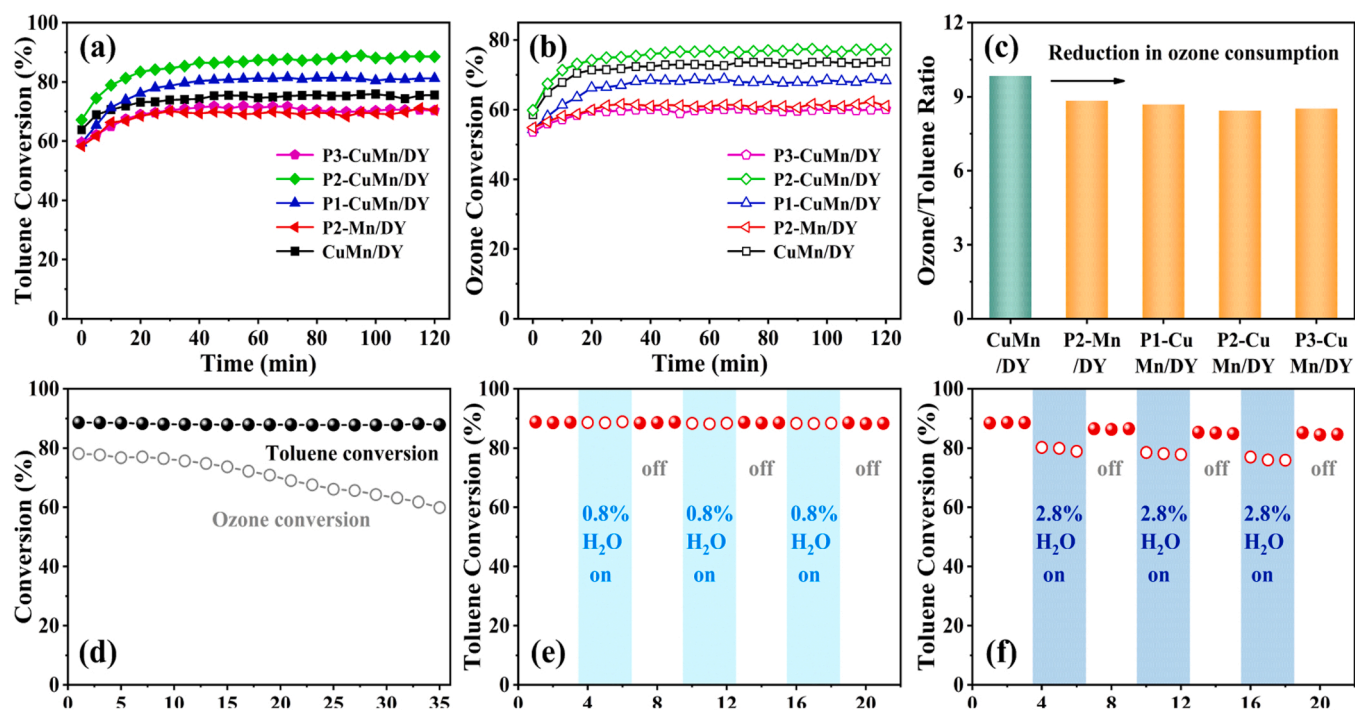 (a)
Toluene Conversion (%)
100
80
60
40
20
0
P3-CuMn/DY
P2-CuMn/DY
P1-CuMn/DY
P2-Mn/DY
CuMn/DY
0 20 40 60 80 100 120
Time (min)
(b)
Ozone Conversion (%)
80
60
40
20
0
P3-CuMn/DY
P2-CuMn/DY
P1-CuMn/DY
P2-Mn/DY
CuMn/DY
0 20 40 60 80 100 120
Time (min)
(c)
Ozone/Toluene Ratio
12
9
6
3
0
Reduction in ozone consumption
CuMn
/DY
P2-Mn
/DY
P1-Cu
Mn/DY
P2-Cu
Mn/DY
P3-Cu
Mn/DY
Conversion (%)
100
80
60
40
20
0
Toluene conversion
Ozone conversion
(d)
0 5 10 15 20 25 30 35
Toluene Conversion (%)
100
80
60
40
20
0
off
off
off
0.8%
H₂O
on
0.8%
H₂O
on
0.8%
H₂O
on
(e)
0 4 8 12 16 20
Toluene Conversion (%)
100
80
60
40
20
0
off
off
off
2.8%
H₂O
on
2.8%
H₂O
on
2.8%
H₂O
on
(f)
0 4 8 12 16 20